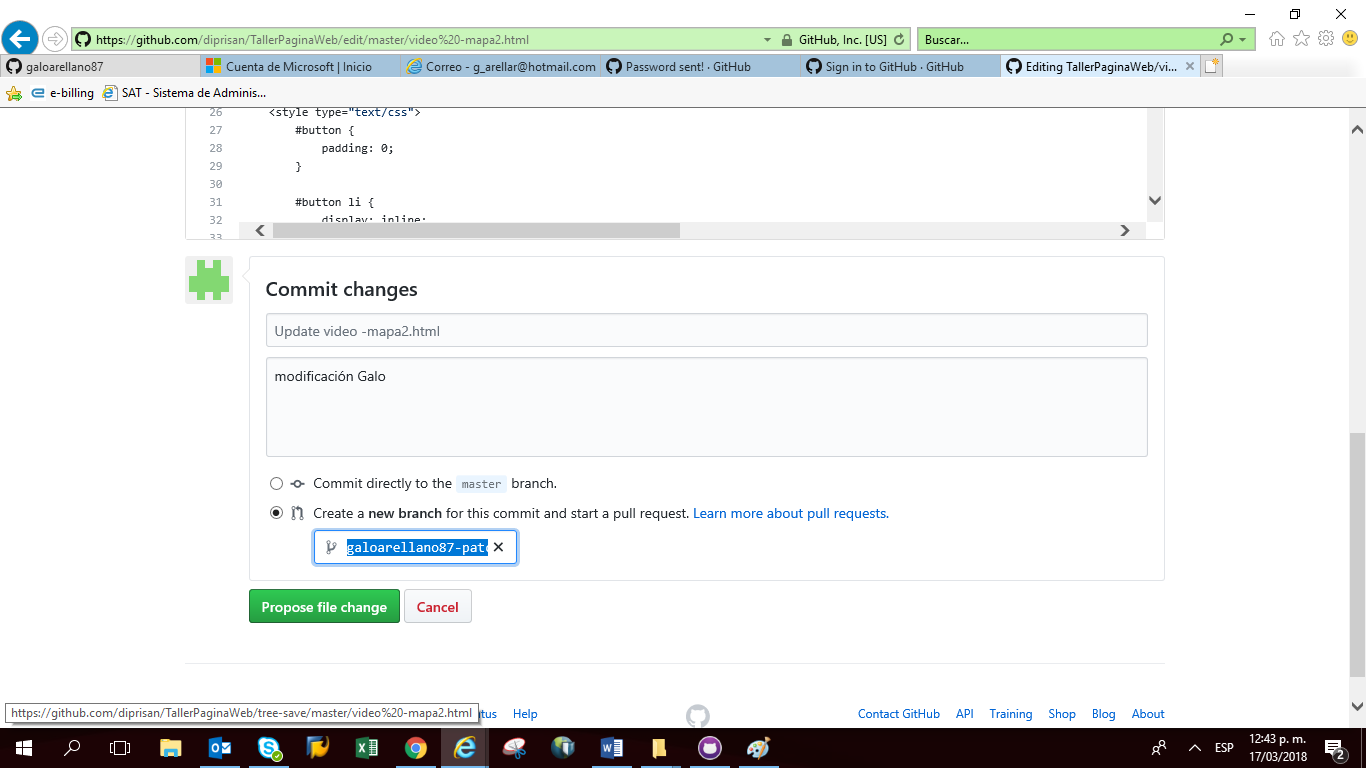 https://github.com/diprisan/TallerPaginaWeb/edit/master/video%20-mapa2.html
GitHub, Inc. [US]
Buscar...
galoarellano87
Cuenta de Microsoft | Inicio
Correo - g_arellar@hotmail.com
Password sent! · GitHub
Sign in to GitHub · GitHub
Editing TallerPaginaWeb/vi...
e-billing
SAT - Sistema de Adminis...
26 <style type="text/css">
27 #button {
28 padding: 0;
29 }
30
31 #button li {
32 display: inline;
33
Commit changes
Update video -mapa2.html
modificación Galo
Commit directly to the master branch.
Create a new branch for this commit and start a pull request. Learn more about pull requests.
galoarellano87-patc
Propose file change
Cancel
https://github.com/diprisan/TallerPaginaWeb/tree-save/master/video%20-mapa2.html
tus
Help
Contact GitHub
API
Training
Shop
Blog
About
ESP
12:43 p. m.
17/03/2018
2